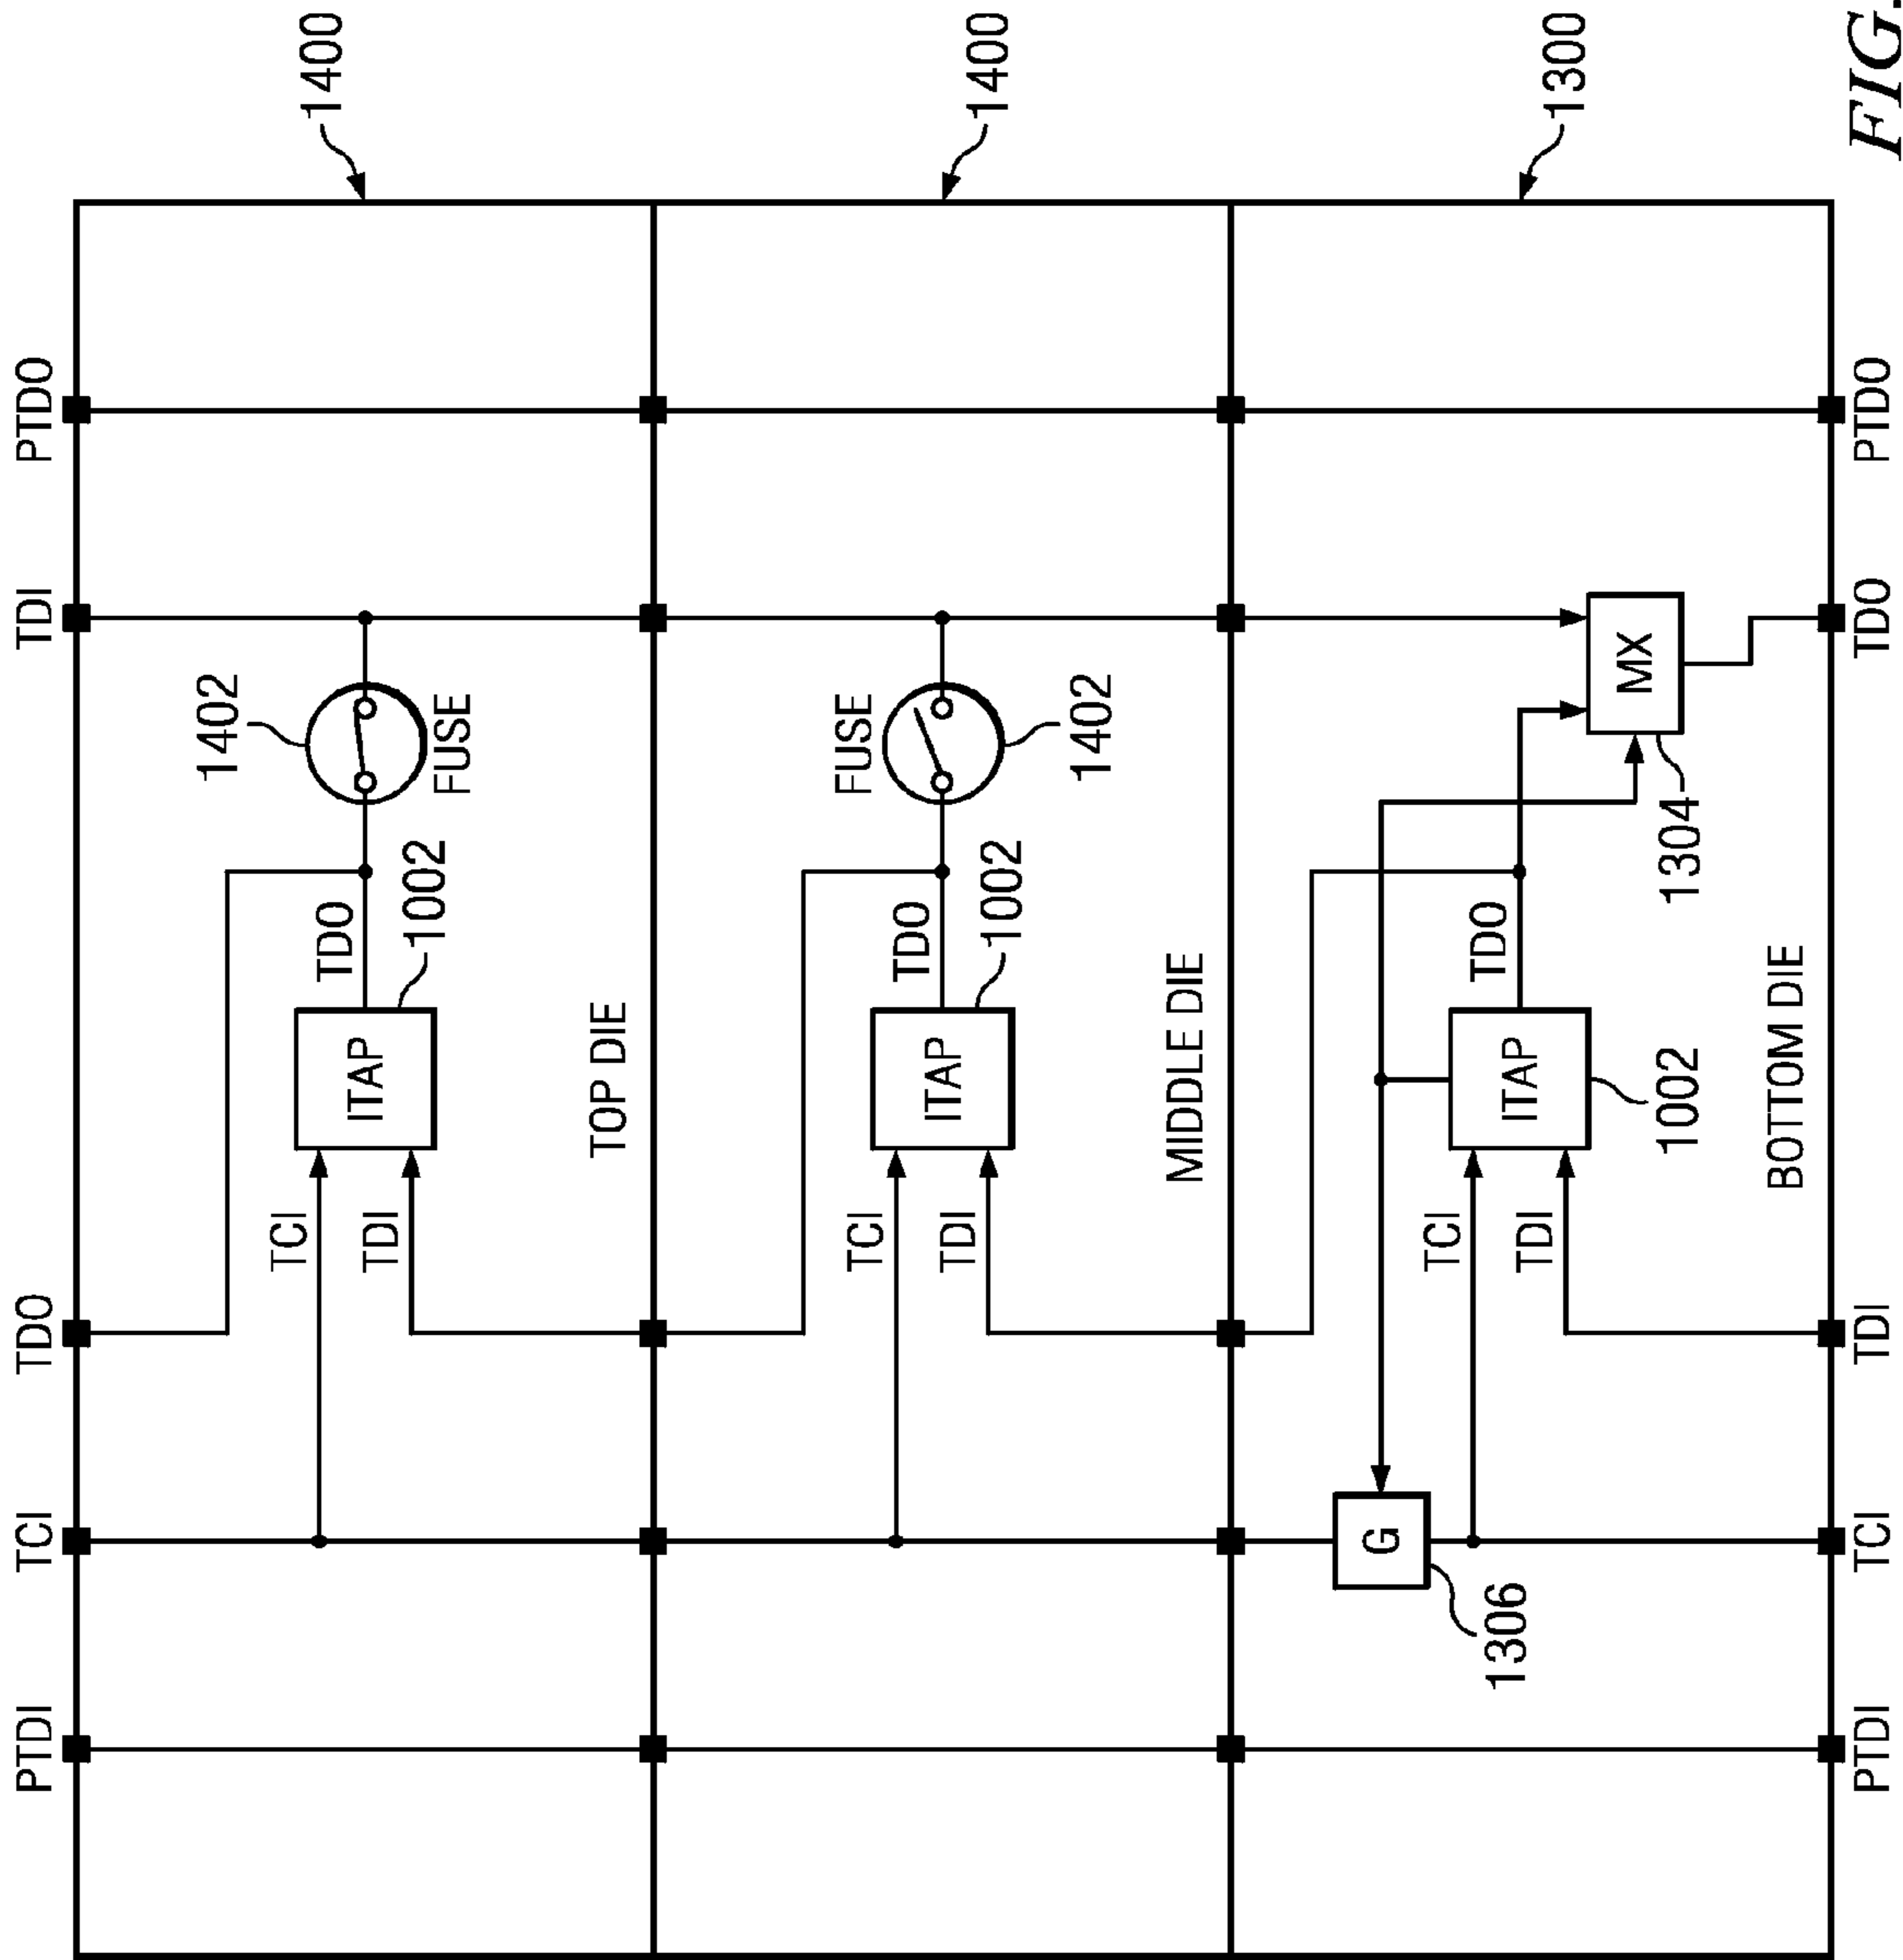 PTDI
TCI
TDO
TDI
PTDO
1400
TCI
TDI
ITAP
TDO
1002
1402
FUSE
TOP DIE
1400
TCI
TDI
ITAP
TDO
1002
FUSE
1402
MIDDLE DIE
1300
G
1306
TCI
TDI
ITAP
1002
TDO
MX
1304
BOTTOM DIE
PTDI
TCI
TDI
TDO
PTDO
FIG.